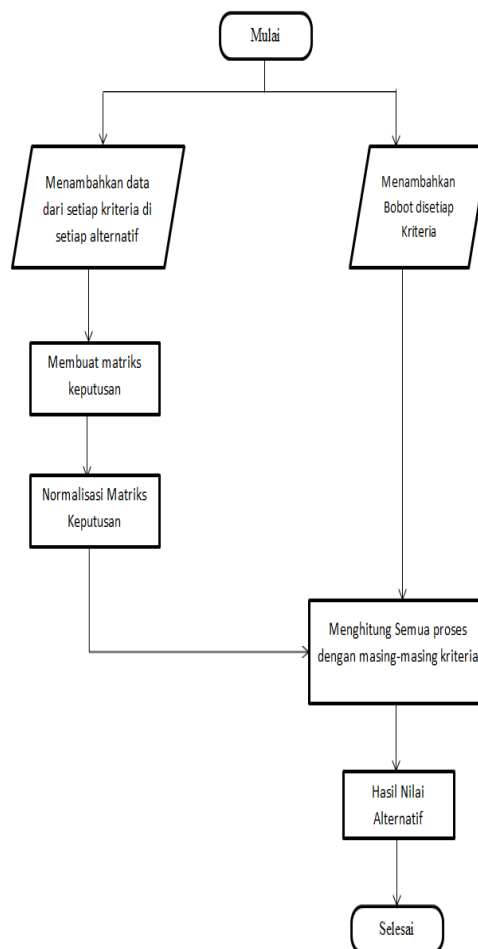 Mulai
Menambahkan data
dari setiap kriteria di
setiap alternatif
Menambahkan
Bobot disetiap
Kriteria
Membuat matriks
keputusan
Normalisasi Matriks
Keputusan
Menghitung Semua proses
dengan masing-masing kriteria
Hasil Nilai
Alternatif
Selesai